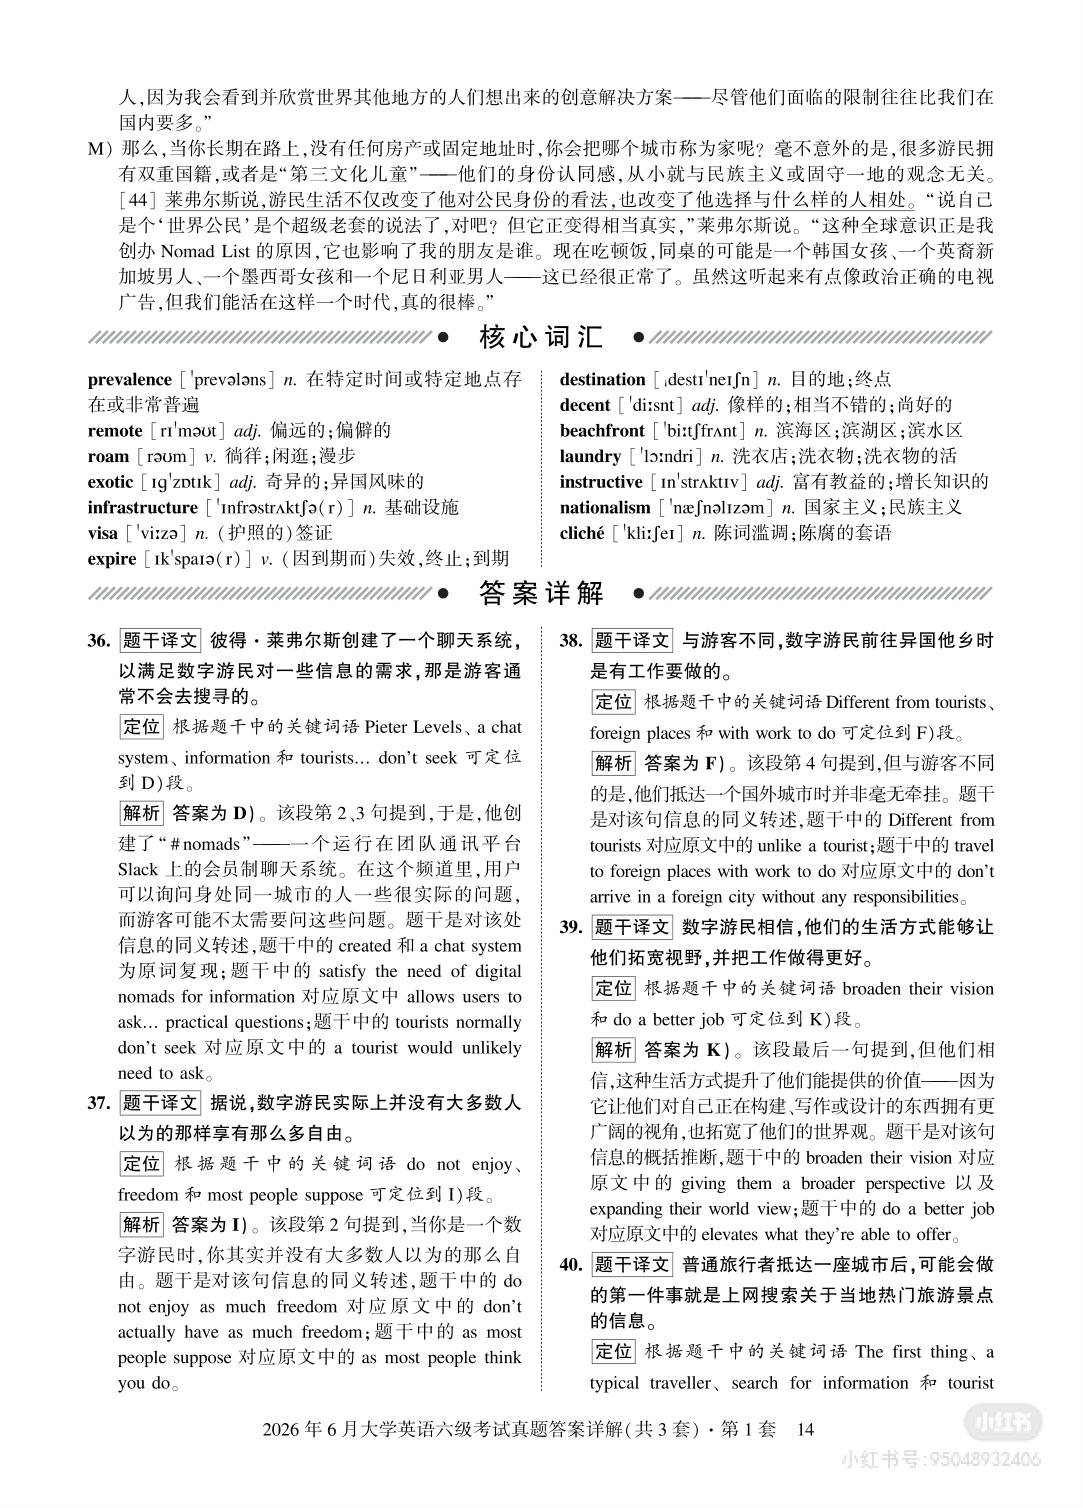 人,因为我会看到并欣赏世界其他地方的人们想出来的创意解决方案——尽管他们面临的限制往往比我们在
国内要多。”
M) 那么,当你长期在路上,没有任何房产或固定地址时,你会把哪个城市称为家呢？毫不意外的是,很多游民拥
有双重国籍,或者是“第三文化儿童”——他们的身份认同感,从小就与民族主义或固守一地的观念无关。
[44] 莱弗尔斯说,游民生活不仅改变了他对公民身份的看法,也改变了他选择与什么样的人相处。“说自己
是个‘世界公民’是个超级老套的说法了,对吧？但它正变得相当真实,”莱弗尔斯说。“这种全球意识正是我
创办 Nomad List 的原因,它也影响了我的朋友是谁。现在吃顿饭,同桌的可能是一个韩国女孩、一个英裔新
加坡男人、一个墨西哥女孩和一个尼日利亚男人——这已经很正常了。虽然这听起来有点像政治正确的电视
广告,但我们能活在这样一个时代,真的很棒。”
● 核心词汇 ●
prevalence [ˈprevələns] n. 在特定时间或特定地点存
在或非常普遍
remote [rɪˈməʊt] adj. 偏远的;偏僻的
roam [rəʊm] v. 徜徉;闲逛;漫步
exotic [ɪɡˈzɒtɪk] adj. 奇异的;异国风味的
infrastructure [ˈɪnfrəstrʌktʃə(r)] n. 基础设施
visa [ˈviːzə] n. (护照的)签证
expire [ɪkˈspaɪə(r)] v. (因到期而)失效,终止;到期
destination [ˌdestɪˈneɪʃn] n. 目的地;终点
decent [ˈdiːsnt] adj. 像样的;相当不错的;尚好的
beachfront [ˈbiːtʃfrʌnt] n. 滨海区;滨湖区;滨水区
laundry [ˈlɔːndri] n. 洗衣店;洗衣物;洗衣物的活
instructive [ɪnˈstrʌktɪv] adj. 富有教益的;增长知识的
nationalism [ˈnæʃnəlɪzəm] n. 国家主义;民族主义
cliché [ˈkliːʃeɪ] n. 陈词滥调;陈腐的套语
● 答案详解 ●
36. 题干译文 彼得·莱弗尔斯创建了一个聊天系统,
以满足数字游民对一些信息的需求,那是游客通
常不会去搜寻的。
定位 根据题干中的关键词语 Pieter Levels、a chat
system、information 和 tourists... don’t seek 可定位
到 D)段。
解析 答案为 D)。该段第 2、3 句提到,于是,他创
建了“#nomads”——一个运行在团队通讯平台
Slack 上的会员制聊天系统。在这个频道里,用户
可以询问身处同一城市的人一些很实际的问题,
而游客可能不太需要问这些问题。题干是对该处
信息的同义转述,题干中的 created 和 a chat system
为原词复现;题干中的 satisfy the need of digital
nomads for information 对应原文中 allows users to
ask... practical questions;题干中的 tourists normally
don’t seek 对应原文中的 a tourist would unlikely
need to ask。
37. 题干译文 据说,数字游民实际上并没有大多数人
以为的那样享有那么多自由。
定位 根据题干中的关键词语 do not enjoy、
freedom 和 most people suppose 可定位到 I)段。
解析 答案为 I)。该段第 2 句提到,当你是一个数
字游民时,你其实并没有大多数人以为的那么自
由。题干是对该句信息的同义转述,题干中的 do
not enjoy as much freedom 对应原文中的 don’t
actually have as much freedom;题干中的 as most
people suppose 对应原文中的 as most people think
you do。
38. 题干译文 与游客不同,数字游民前往异国他乡时
是有工作要做的。
定位 根据题干中的关键词语 Different from tourists、
foreign places 和 with work to do 可定位到 F)段。
解析 答案为 F)。该段第 4 句提到,但与游客不同
的是,他们抵达一个国外城市时并非毫无牵挂。题干
是对该句信息的同义转述,题干中的 Different from
tourists 对应原文中的 unlike a tourist;题干中的 travel
to foreign places with work to do 对应原文中的 don’t
arrive in a foreign city without any responsibilities。
39. 题干译文 数字游民相信,他们的生活方式能够让
他们拓宽视野,并把工作做得更好。
定位 根据题干中的关键词语 broaden their vision
和 do a better job 可定位到 K)段。
解析 答案为 K)。该段最后一句提到,但他们相
信,这种生活方式提升了他们能提供的价值——因为
它让他们对自己正在构建、写作或设计的东西拥有更
广阔的视角,也拓宽了他们的世界观。题干是对该句
信息的概括推断,题干中的 broaden their vision 对应
原文中的 giving them a broader perspective 以及
expanding their world view;题干中的 do a better job
对应原文中的 elevates what they’re able to offer。
40. 题干译文 普通旅行者抵达一座城市后,可能会做
的第一件事就是上网搜索关于当地热门旅游景点
的信息。
定位 根据题干中的关键词语 The first thing、a
typical traveller、search for information 和 tourist
2026 年 6 月大学英语六级考试真题答案详解(共 3 套)·第 1 套 14
小红书
小红书号:95048932406